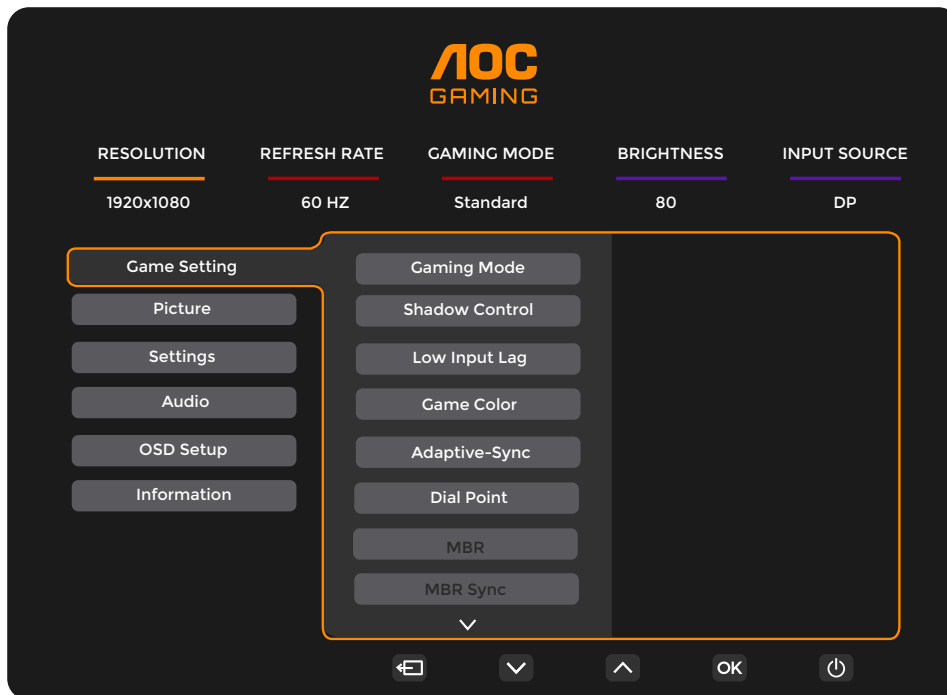 AOC
GAMING
RESOLUTION REFRESH RATE GAMING MODE BRIGHTNESS INPUT SOURCE
1920x1080 60 HZ Standard 80 DP
Game Setting
Picture
Settings
Audio
OSD Setup
Information
Gaming Mode
Shadow Control
Low Input Lag
Game Color
Adaptive-Sync
Dial Point
MBR
MBR Sync
OK